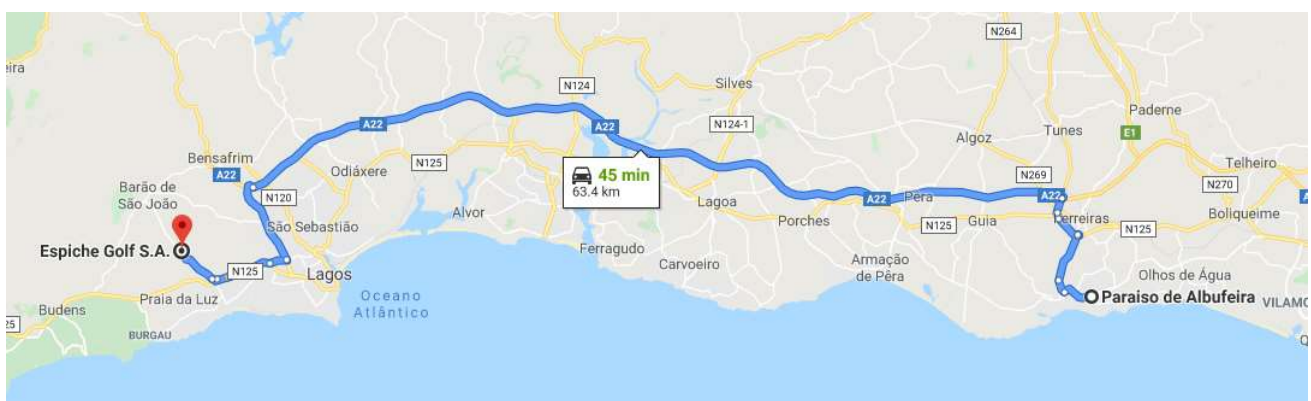 N264
eira
N124
Silves
Paderne
A22
A22
N124-1
Algoz
Tunes
E1
Bensafrim
Odiáxere
N125
45 min
63.4 km
Telheiro
A22
Barão de
São João
N120
N269
A22
N270
Alvor
Lagoa
A22
Pêra
Boliqueime
São Sebastião
Porches
N125
Guia
Ferreiras
N125
Espiche Golf S.A.
Ferragudo
N125
Lagos
Carvoeiro
Armação
de Pêra
Olhos de Água
Praia da Luz
Oceano
Atlântico
Paraiso de Albufeira
VILAMO
Budens
25
BURGAU
Q